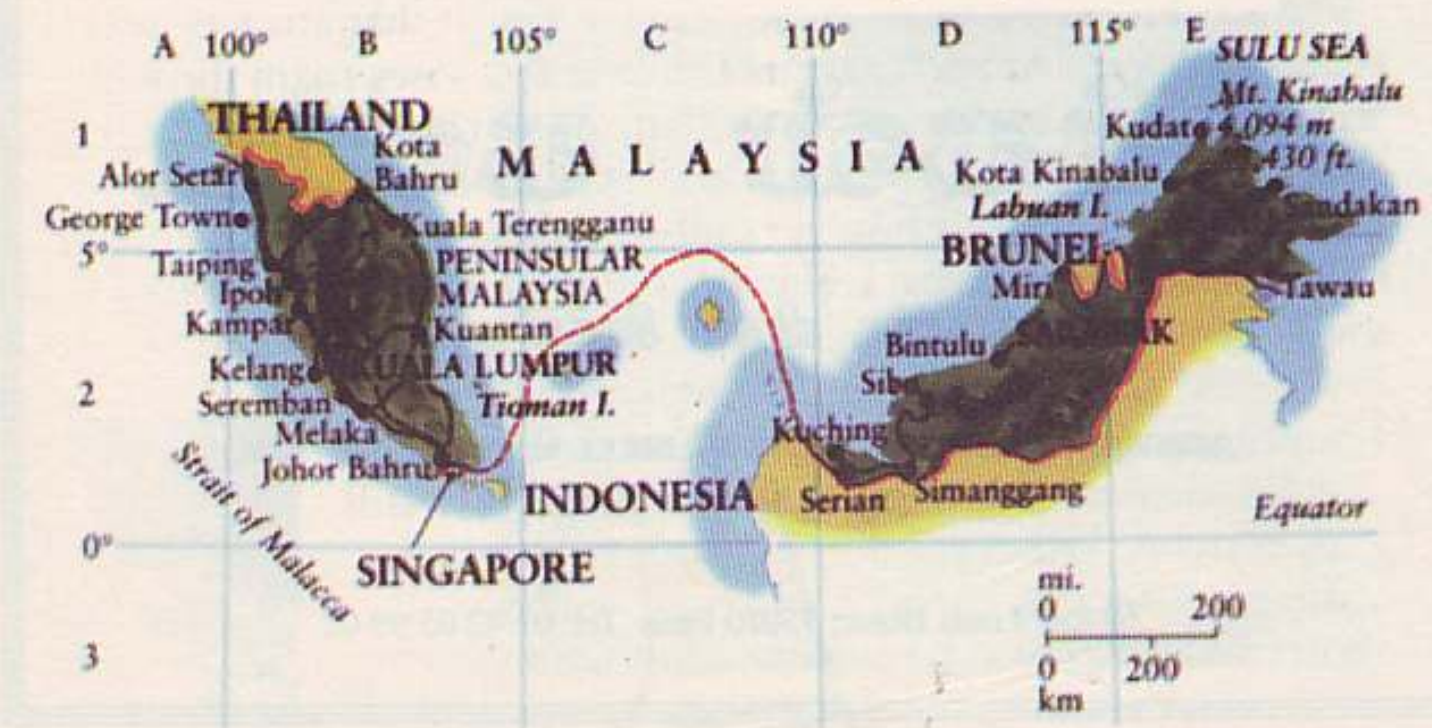 A 100° B 105° C 110° D 115° E
SULU SEA
Mt. Kinabalu
4,094 m
430 ft.
1
THAILAND
Kota
Bahru
MALAYSIA
Kudat
Alor Setar
Kota Kinabalu
Labuan I.
George Town
Kuala Terengganu
5°
BRUNEI
Taiping
PENINSULAR
MALAYSIA
Ipoh
Miri
Tawau
Kampar
Kuantan
Bintulu
Kelang
KUALA LUMPUR
2
Seremban
Tioman I.
Melaka
Kuching
Johor Bahru
Strait of Malacca
INDONESIA
Serian
Simanggang
Equator
0°
SINGAPORE
mi.
0 200
3
0 200
km